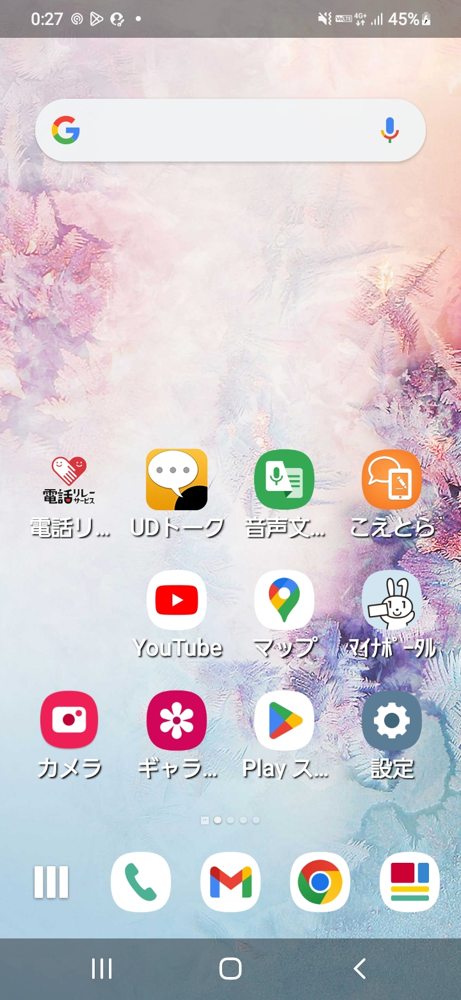 0:27
VoLTE 4G+ 45%
電話リレー
サービス
電話リ... UDトーク 音声文... こえとら
YouTube マップ ﾏｲﾅﾎﾟｰﾀﾙ
カメラ ギャラ... Play ス... 設定